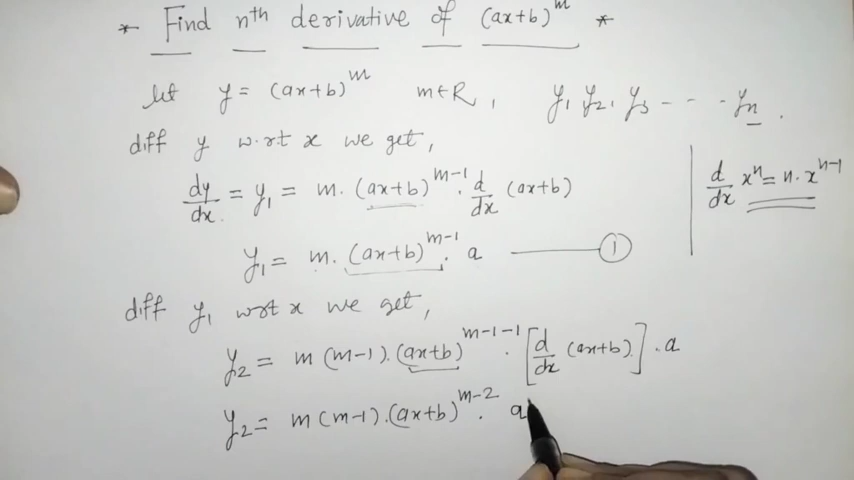 * Find nth derivative of (ax+b)^m *
let y = (ax+b)^m m∈R, y₁ y₂, y₃ - - - - yₙ.
diff y w.r.t x we get,
dy/dx = y₁ = m. (ax+b)^m-1 . d/dx (ax+b)
d/dx x^n = n. x^n-1
y₁ = m. (ax+b)^m-1 . a ——— ①
diff y₁ wrt x we get,
y₂ = m (m-1). (ax+b)^m-1-1 . [d/dx (ax+b)] . a
y₂ = m (m-1). (ax+b)^m-2 . a